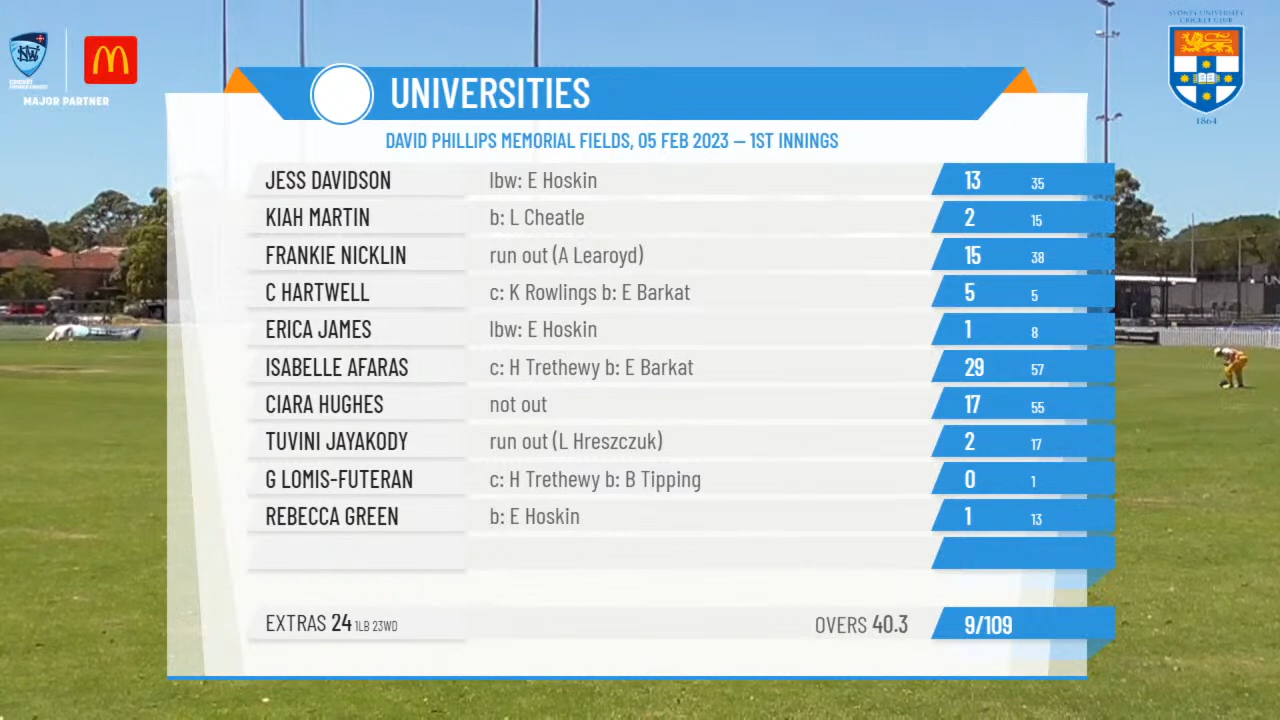 SYDNEY UNIVERSITY
CRICKET CLUB
MAJOR PARTNER
1864
UNIVERSITIES
DAVID PHILLIPS MEMORIAL FIELDS, 05 FEB 2023 – 1ST INNINGS
JESS DAVIDSON lbw: E Hoskin 13 35
KIAH MARTIN b: L Cheatle 2 15
FRANKIE NICKLIN run out (A Learoyd) 15 38
C HARTWELL c: K Rowlings b: E Barkat 5 5
ERICA JAMES lbw: E Hoskin 1 8
ISABELLE AFARAS c: H Trethewy b: E Barkat 29 57
CIARA HUGHES not out 17 55
TUVINI JAYAKODY run out (L Hreszczuk) 2 17
G LOMIS-FUTERAN c: H Trethewy b: B Tipping 0 1
REBECCA GREEN b: E Hoskin 1 13
EXTRAS 24 1LB 23WD OVERS 40.3 9/109